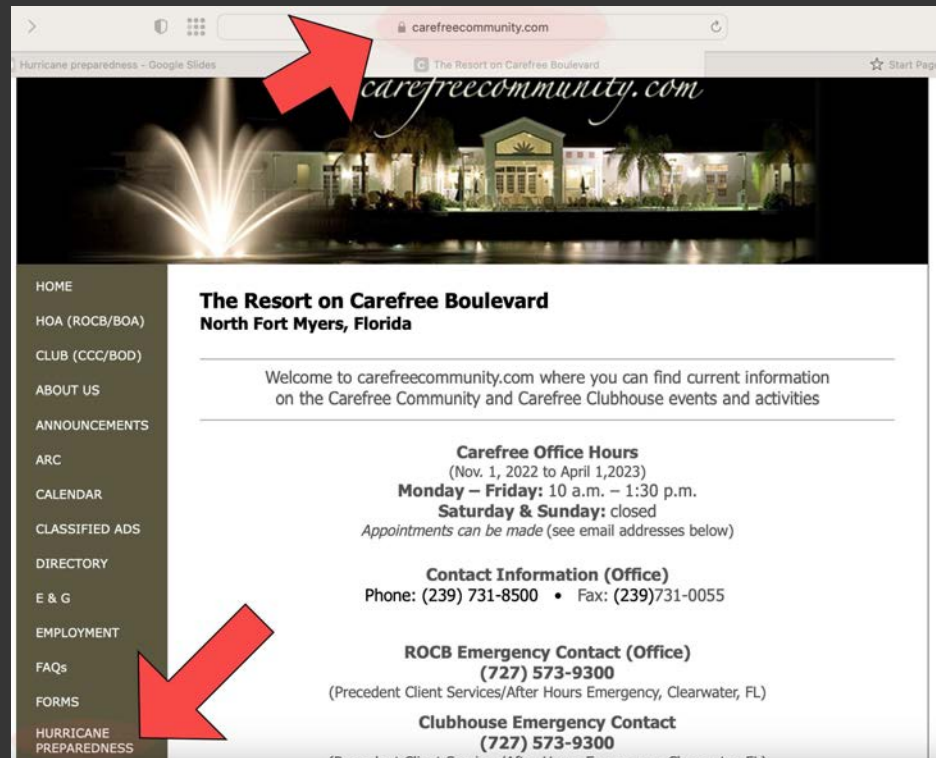 carefreecommunity.com
Hurricane preparedness - Google Slides
C The Resort on Carefree Boulevard
Start Pag
carefreecommunity.com
HOME
HOA (ROCB/BOA)
CLUB (CCC/BOD)
ABOUT US
ANNOUNCEMENTS
ARC
CALENDAR
CLASSIFIED ADS
DIRECTORY
E & G
EMPLOYMENT
FAQs
FORMS
HURRICANE
PREPAREDNESS
The Resort on Carefree Boulevard
North Fort Myers, Florida
Welcome to carefreecommunity.com where you can find current information
on the Carefree Community and Carefree Clubhouse events and activities
Carefree Office Hours
(Nov. 1, 2022 to April 1,2023)
Monday – Friday: 10 a.m. – 1:30 p.m.
Saturday & Sunday: closed
Appointments can be made (see email addresses below)
Contact Information (Office)
Phone: (239) 731-8500 • Fax: (239)731-0055
ROCB Emergency Contact (Office)
(727) 573-9300
(Precedent Client Services/After Hours Emergency, Clearwater, FL)
Clubhouse Emergency Contact
(727) 573-9300